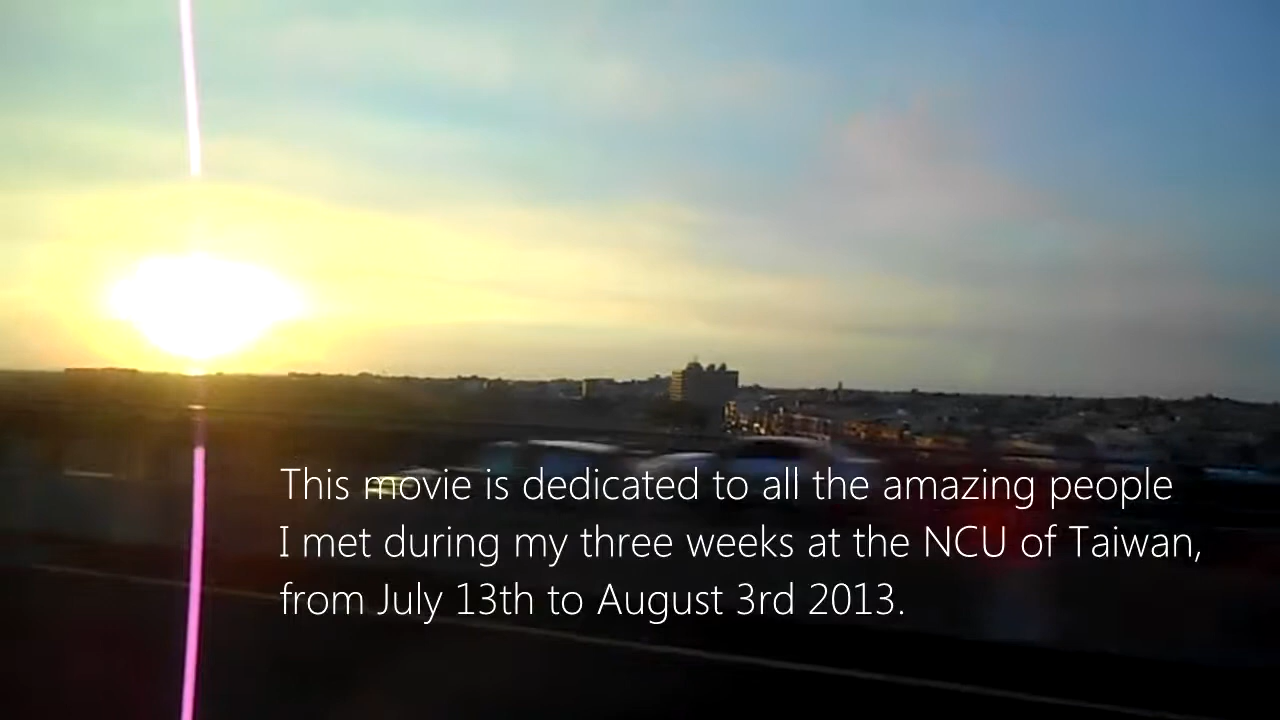 This movie is dedicated to all the amazing people
I met during my three weeks at the NCU of Taiwan,
from July 13th to August 3rd 2013.